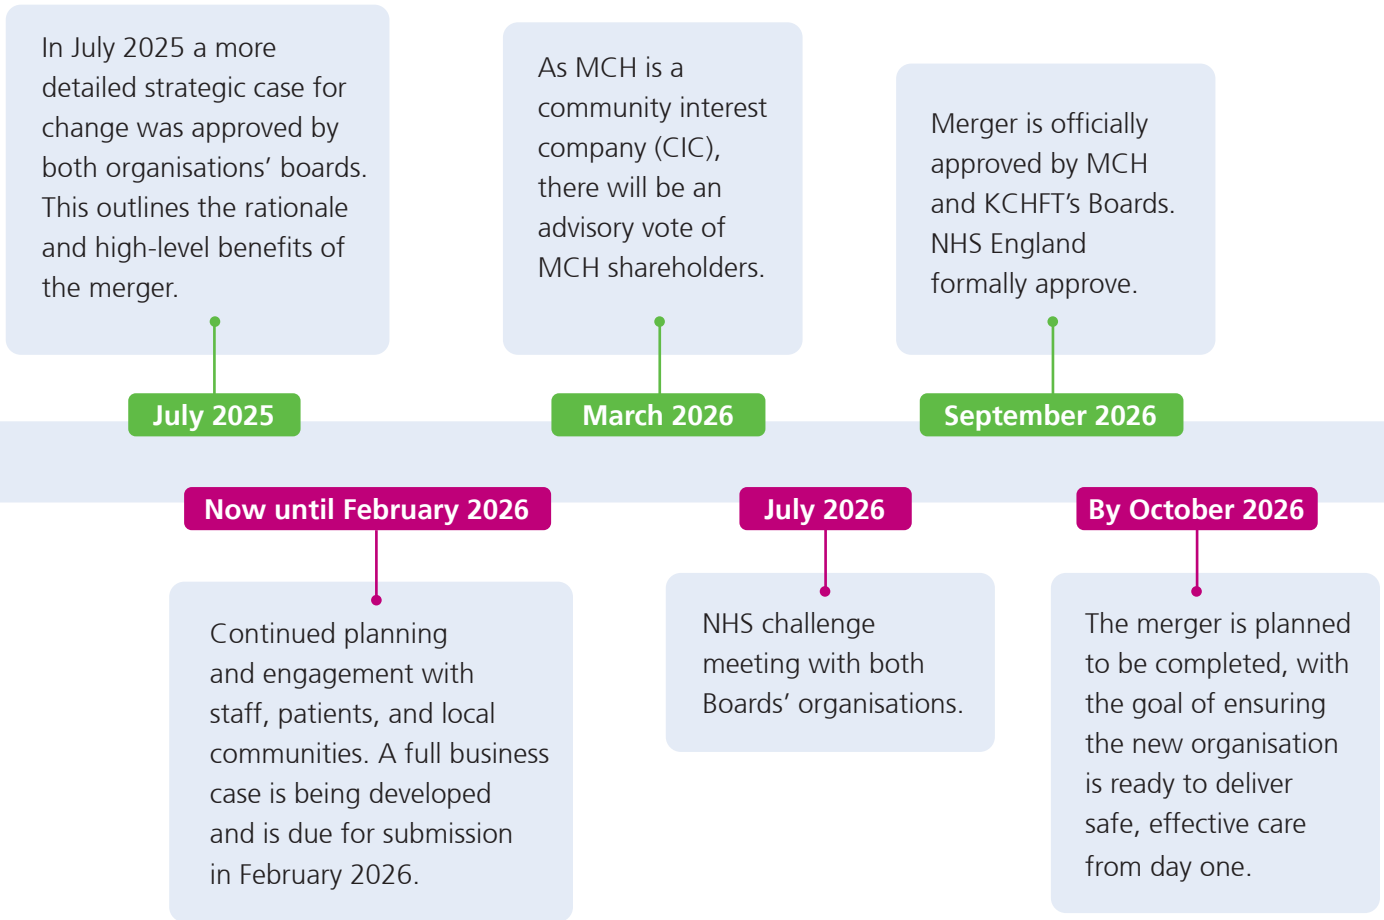 In July 2025 a more
detailed strategic case for
change was approved by
both organisations’ boards.
This outlines the rationale
and high-level benefits of
the merger.
July 2025
Now until February 2026
Continued planning
and engagement with
staff, patients, and local
communities. A full business
case is being developed
and is due for submission
in February 2026.
As MCH is a
community interest
company (CIC),
there will be an
advisory vote of
MCH shareholders.
March 2026
July 2026
NHS challenge
meeting with both
Boards’ organisations.
Merger is officially
approved by MCH
and KCHFT’s Boards.
NHS England
formally approve.
September 2026
By October 2026
The merger is planned
to be completed, with
the goal of ensuring
the new organisation
is ready to deliver
safe, effective care
from day one.